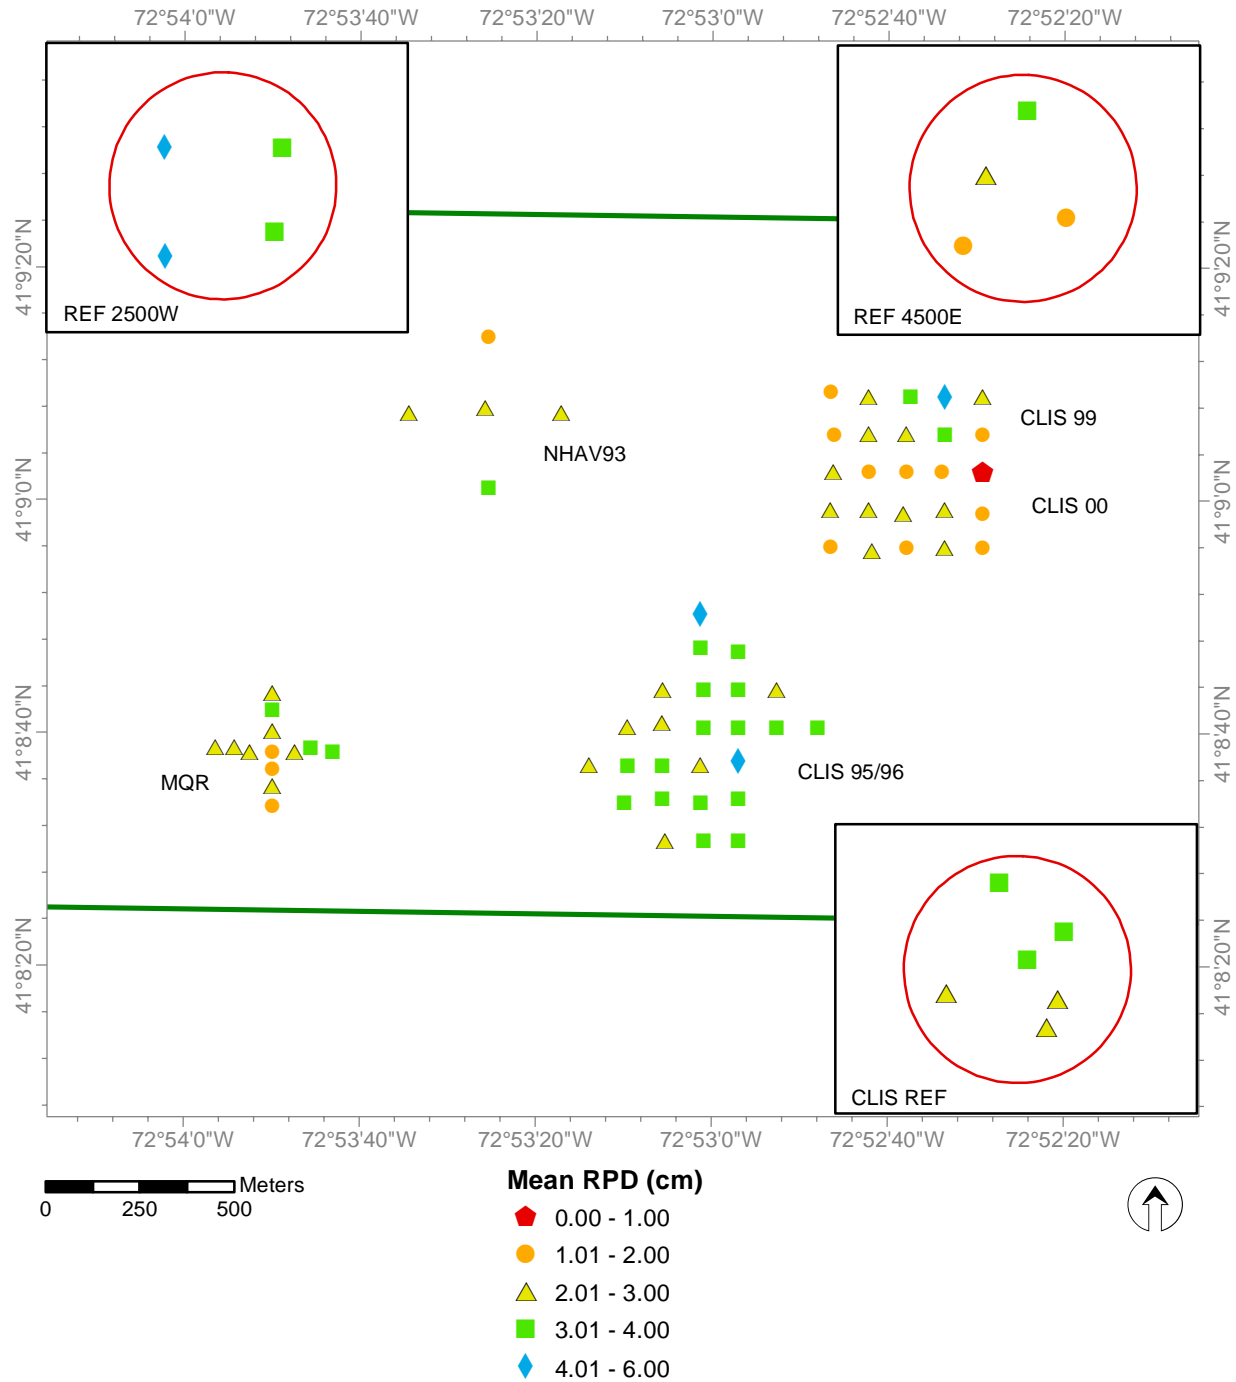 72°54'0"W 72°53'40"W 72°53'20"W 72°53'0"W 72°52'40"W 72°52'20"W
41°9'20"N
41°9'20"N
REF 2500W
REF 4500E
NHAV93
CLIS 99
41°9'0"N
CLIS 00
41°9'0"N
41°8'40"N
MQR
CLIS 95/96
41°8'40"N
41°8'20"N
CLIS REF
41°8'20"N
72°54'0"W 72°53'40"W 72°53'20"W 72°53'0"W 72°52'40"W 72°52'20"W
Meters
0 250 500
Mean RPD (cm)
0.00 - 1.00
1.01 - 2.00
2.01 - 3.00
3.01 - 4.00
4.01 - 6.00